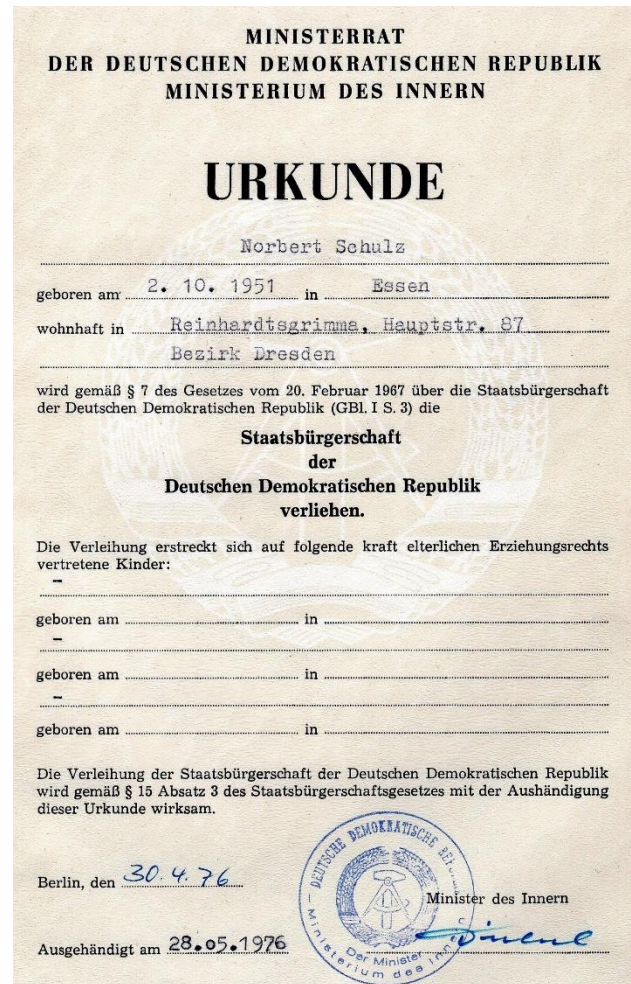 MINISTERRAT
DER DEUTSCHEN DEMOKRATISCHEN REPUBLIK
MINISTERIUM DES INNERN
URKUNDE
Norbert Schulz
geboren am 2. 10. 1951 in Essen
wohnhaft in Reinhardtsgrimma, Hauptstr. 87
Bezirk Dresden
wird gemäß § 7 des Gesetzes vom 20. Februar 1967 über die Staatsbürgerschaft
der Deutschen Demokratischen Republik (GBl. I S. 3) die
Staatsbürgerschaft
der
Deutschen Demokratischen Republik
verliehen.
Die Verleihung erstreckt sich auf folgende kraft elterlichen Erziehungsrechts
vertretene Kinder:
–
geboren am in
–
geboren am in
–
geboren am in
Die Verleihung der Staatsbürgerschaft der Deutschen Demokratischen Republik
wird gemäß § 15 Absatz 3 des Staatsbürgerschaftsgesetzes mit der Aushändigung
dieser Urkunde wirksam.
DEUTSCHE DEMOKRATISCHE
Berlin, den 30. 4. 76
Minister des Innern
Ausgehändigt am 28.05.1976
Der Minister
Ministerium des